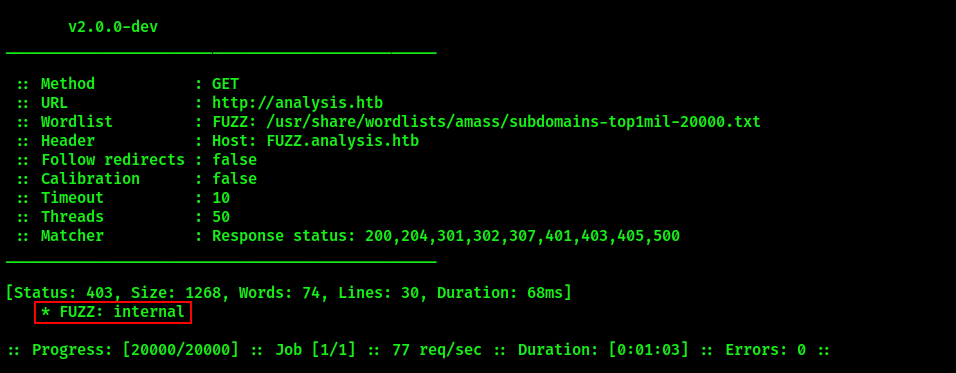 v2.0.0-dev
________________________________________________
:: Method : GET
:: URL : http://analysis.htb
:: Wordlist : FUZZ: /usr/share/wordlists/amass/subdomains-top1mil-20000.txt
:: Header : Host: FUZZ.analysis.htb
:: Follow redirects : false
:: Calibration : false
:: Timeout : 10
:: Threads : 50
:: Matcher : Response status: 200,204,301,302,307,401,403,405,500
________________________________________________
[Status: 403, Size: 1268, Words: 74, Lines: 30, Duration: 68ms]
* FUZZ: internal
:: Progress: [20000/20000] :: Job [1/1] :: 77 req/sec :: Duration: [0:01:03] :: Errors: 0 ::